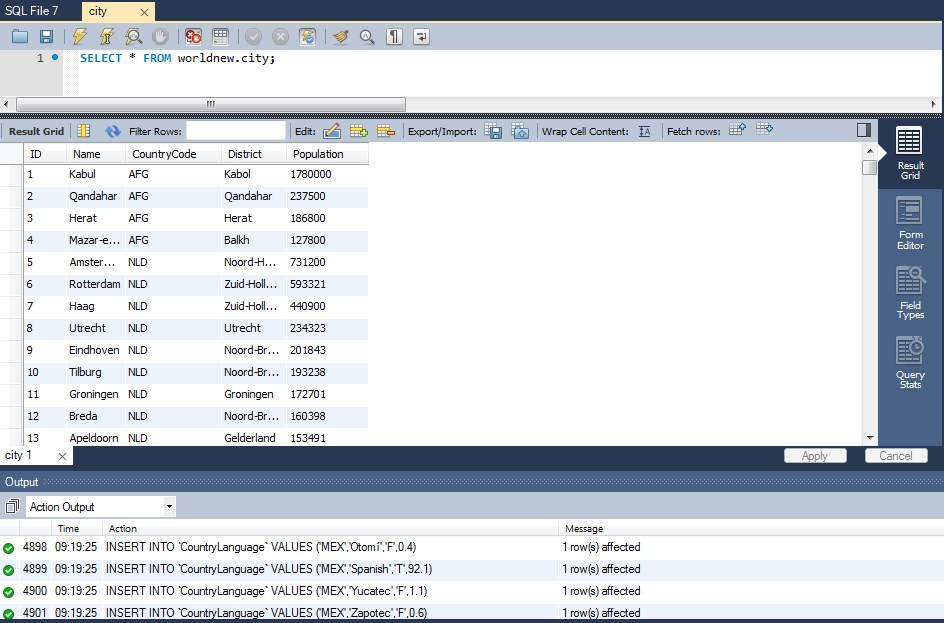 SQL File 7 city
1 SELECT * FROM worldnew.city;
Result Grid Filter Rows: Edit: Export/Import: Wrap Cell Content: Fetch rows:
ID Name CountryCode District Population
1 Kabul AFG Kabol 1780000
2 Qandahar AFG Qandahar 237500
3 Herat AFG Herat 186800
4 Mazar-e... AFG Balkh 127800
5 Amster... NLD Noord-H... 731200
6 Rotterdam NLD Zuid-Holl... 593321
7 Haag NLD Zuid-Holl... 440900
8 Utrecht NLD Utrecht 234323
9 Eindhoven NLD Noord-Br... 201843
10 Tilburg NLD Noord-Br... 193238
11 Groningen NLD Groningen 172701
12 Breda NLD Noord-Br... 160398
13 Apeldoorn NLD Gelderland 153491
Result
Grid
Form
Editor
Field
Types
Query
Stats
city 1 Apply Cancel
Output
Action Output
Time Action Message
4898 09:19:25 INSERT INTO `CountryLanguage` VALUES ('MEX','Otomí','F',0.4) 1 row(s) affected
4899 09:19:25 INSERT INTO `CountryLanguage` VALUES ('MEX','Spanish','T',92.1) 1 row(s) affected
4900 09:19:25 INSERT INTO `CountryLanguage` VALUES ('MEX','Yucatec','F',1.1) 1 row(s) affected
4901 09:19:25 INSERT INTO `CountryLanguage` VALUES ('MEX','Zapotec','F',0.6) 1 row(s) affected